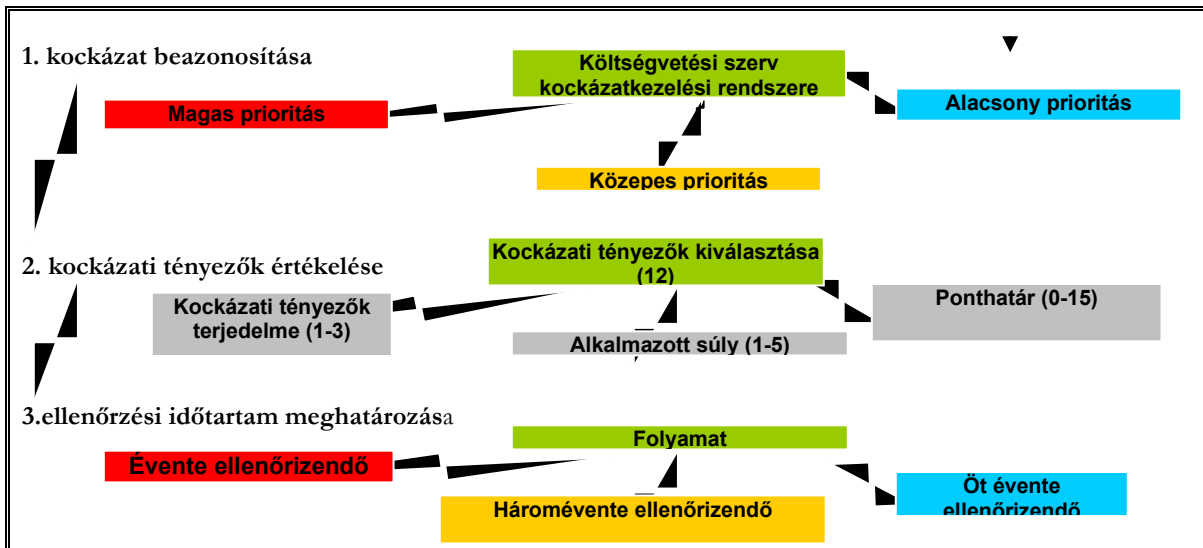 1. kockázat beazonosítása
Költségvetési szerv
kockázatkezelési rendszere
Magas prioritás
Alacsony prioritás
Közepes prioritás
2. kockázati tényezők értékelése
Kockázati tényezők kiválasztása
(12)
Kockázati tényezők
terjedelme (1-3)
Ponthatár (0-15)
Alkalmazott súly (1-5)
3.ellenőrzési időtartam meghatározása
Folyamat
Évente ellenőrizendő
Háromévente ellenőrizendő
Öt évente
ellenőrizendő